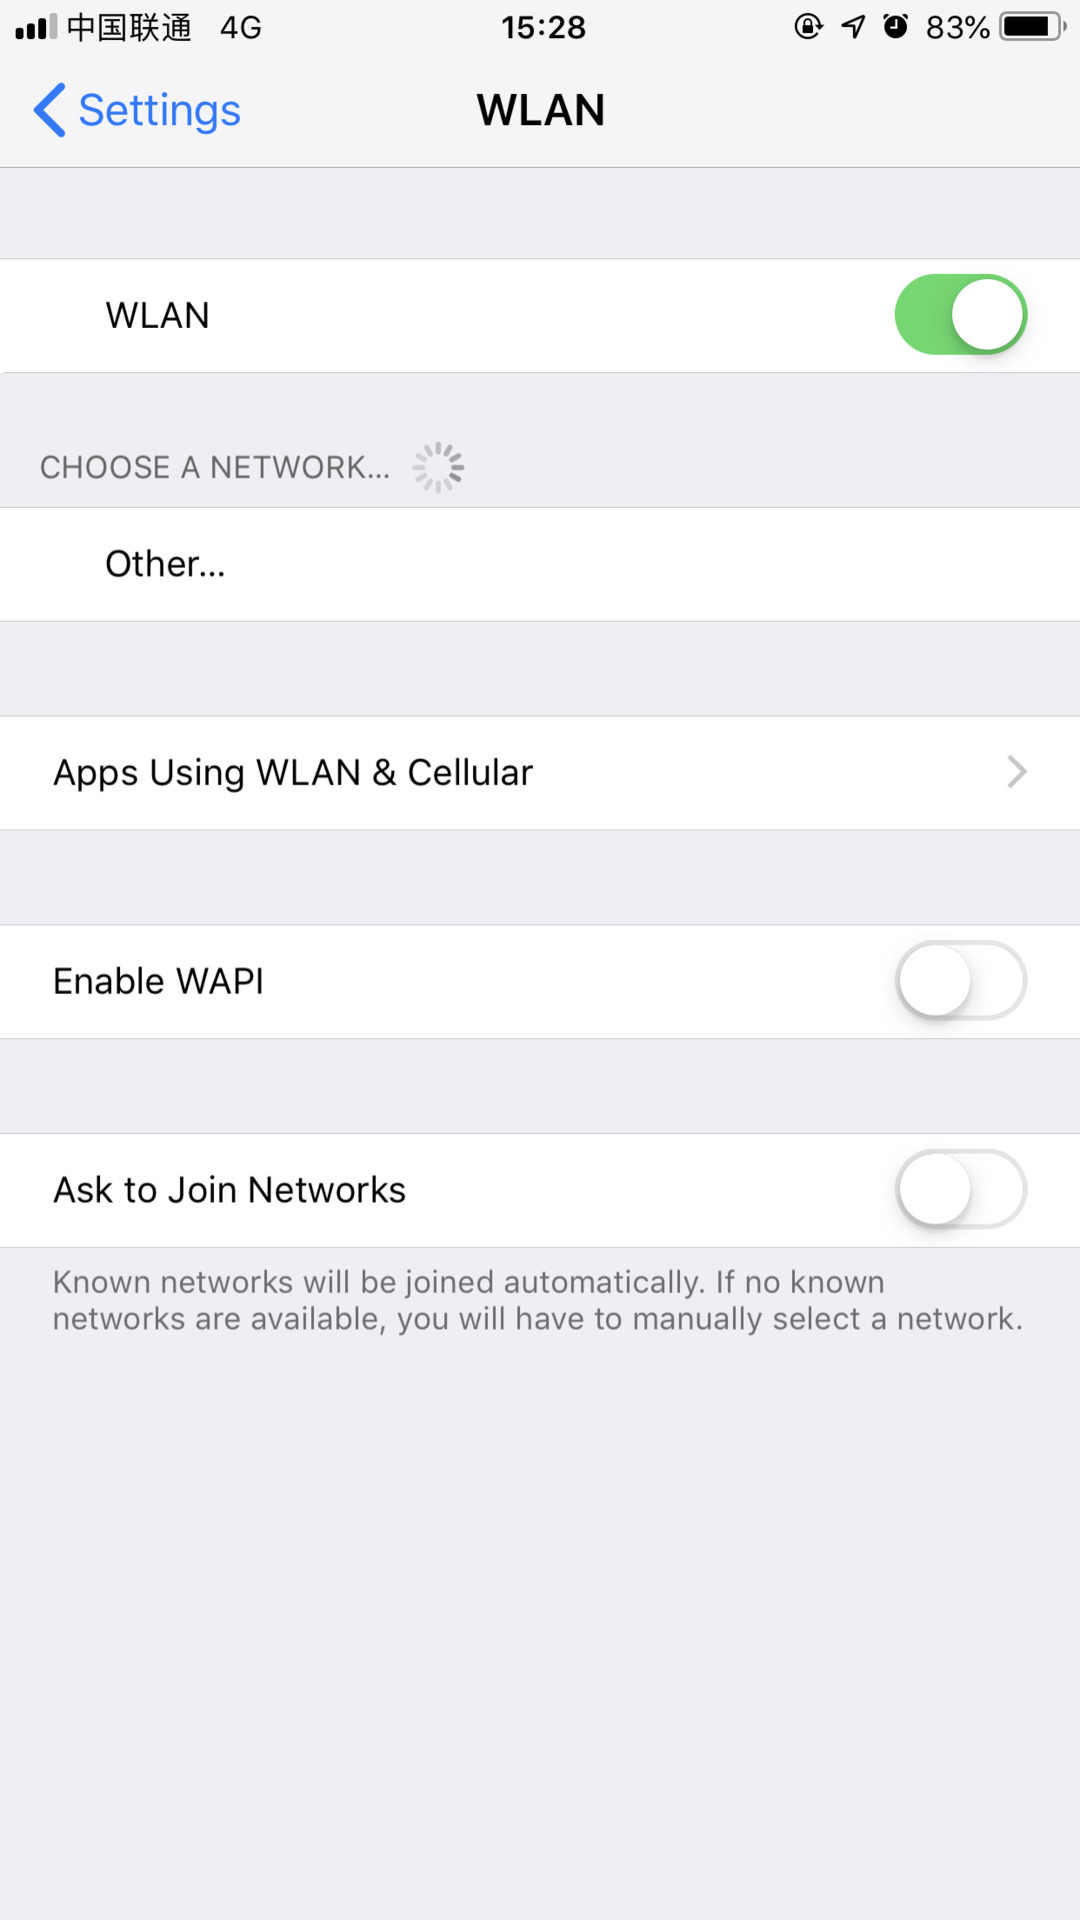 中国联通 4G 15:28 83%
Settings WLAN
WLAN
CHOOSE A NETWORK...
Other...
Apps Using WLAN & Cellular
Enable WAPI
Ask to Join Networks
Known networks will be joined automatically. If no known
networks are available, you will have to manually select a network.